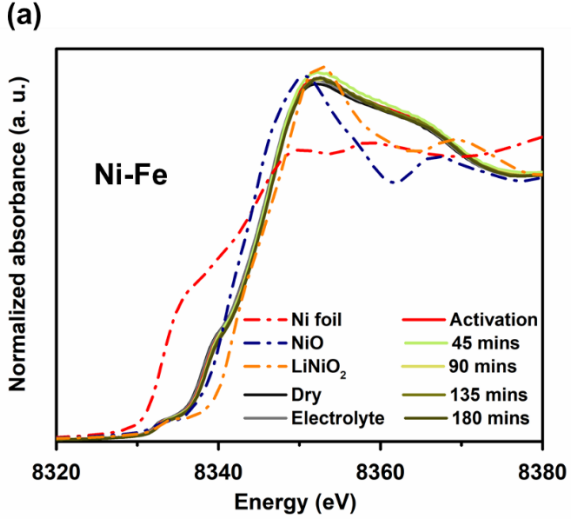 (a)
Normalized absorbance (a. u.)
Ni-Fe
Ni foil
NiO
LiNiO₂
Dry
Electrolyte
Activation
45 mins
90 mins
135 mins
180 mins
8320 8340 8360 8380
Energy (eV)